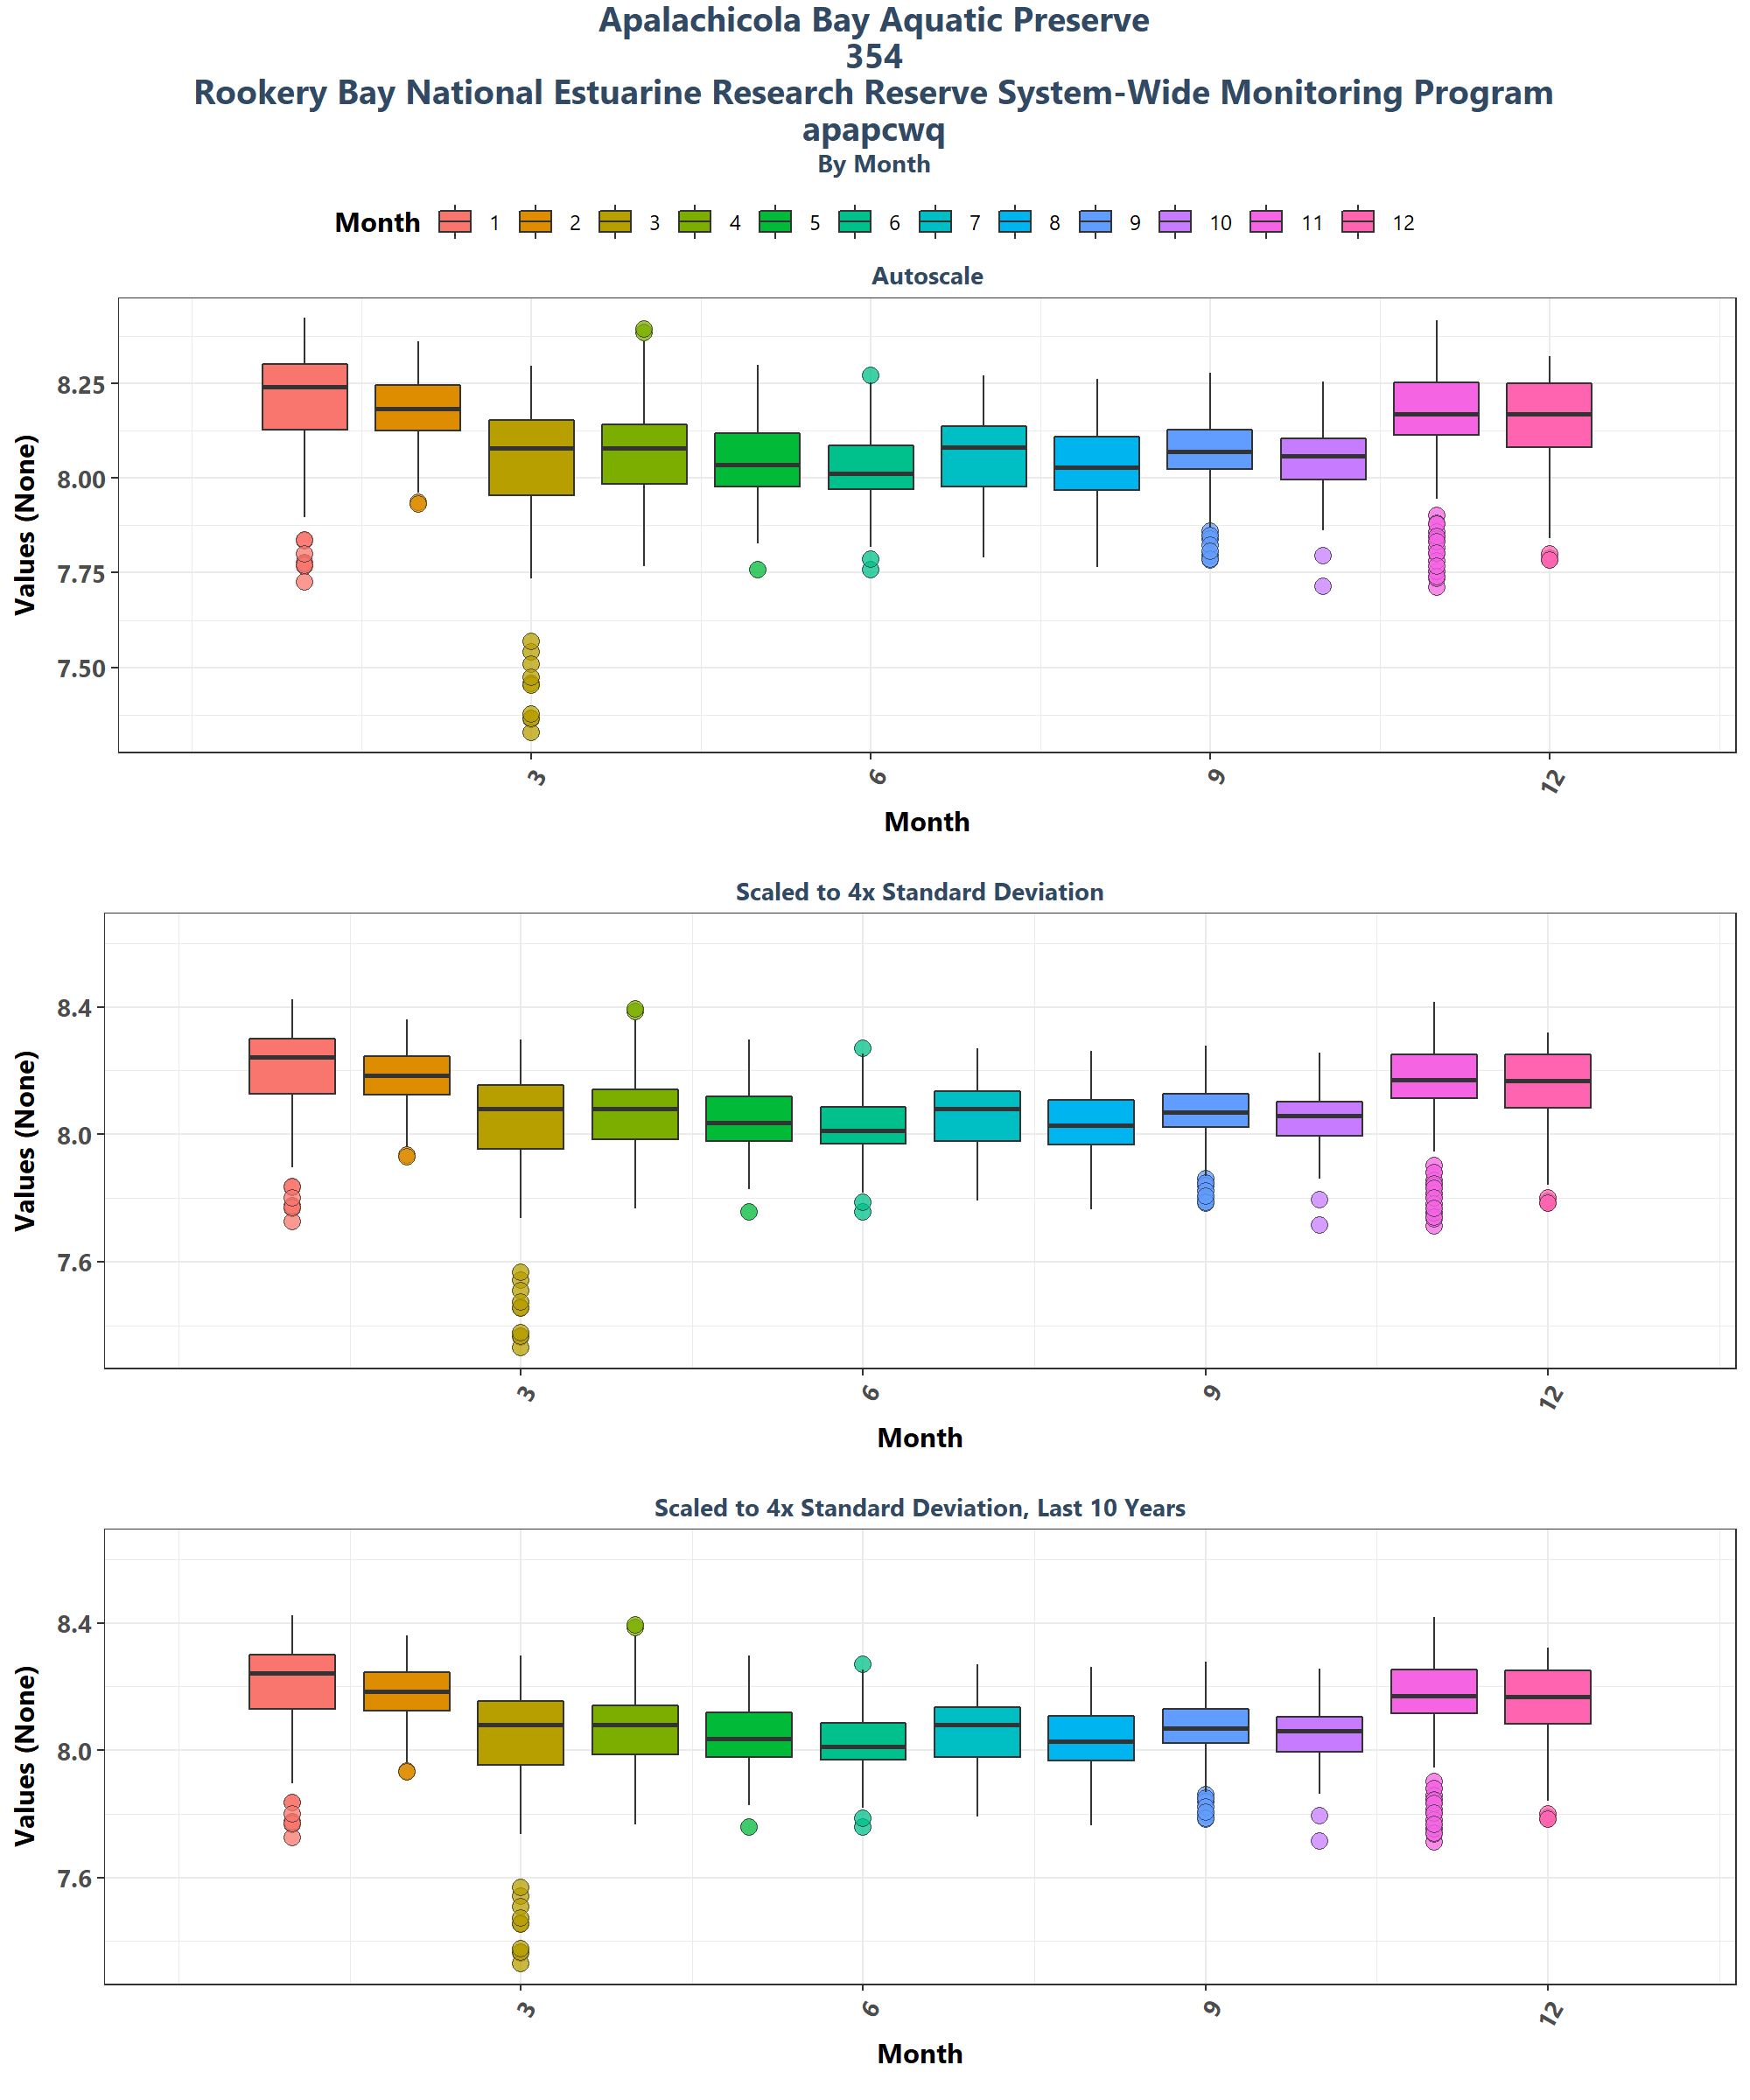 Apalachicola Bay Aquatic Preserve
354
Rookery Bay National Estuarine Research Reserve System-Wide Monitoring Program
apapcwq
By Month
Month 1 2 3 4 5 6 7 8 9 10 11 12
Autoscale
Values (None)
8.25
8.00
7.75
7.50
3 6 9 12
Month
Scaled to 4x Standard Deviation
Values (None)
8.4
8.0
7.6
3 6 9 12
Month
Scaled to 4x Standard Deviation, Last 10 Years
Values (None)
8.4
8.0
7.6
3 6 9 12
Month